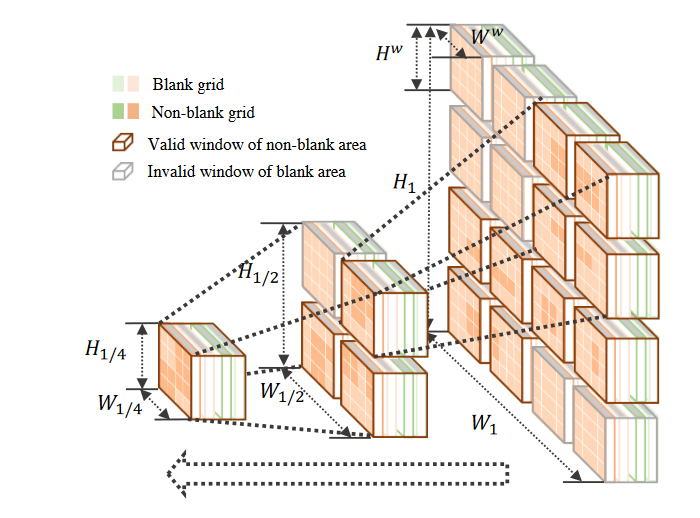 H^w
W^w
Blank grid
Non-blank grid
Valid window of non-blank area
Invalid window of blank area
H_1
H_{1/2}
H_{1/4}
W_{1/4}
W_{1/2}
W_1